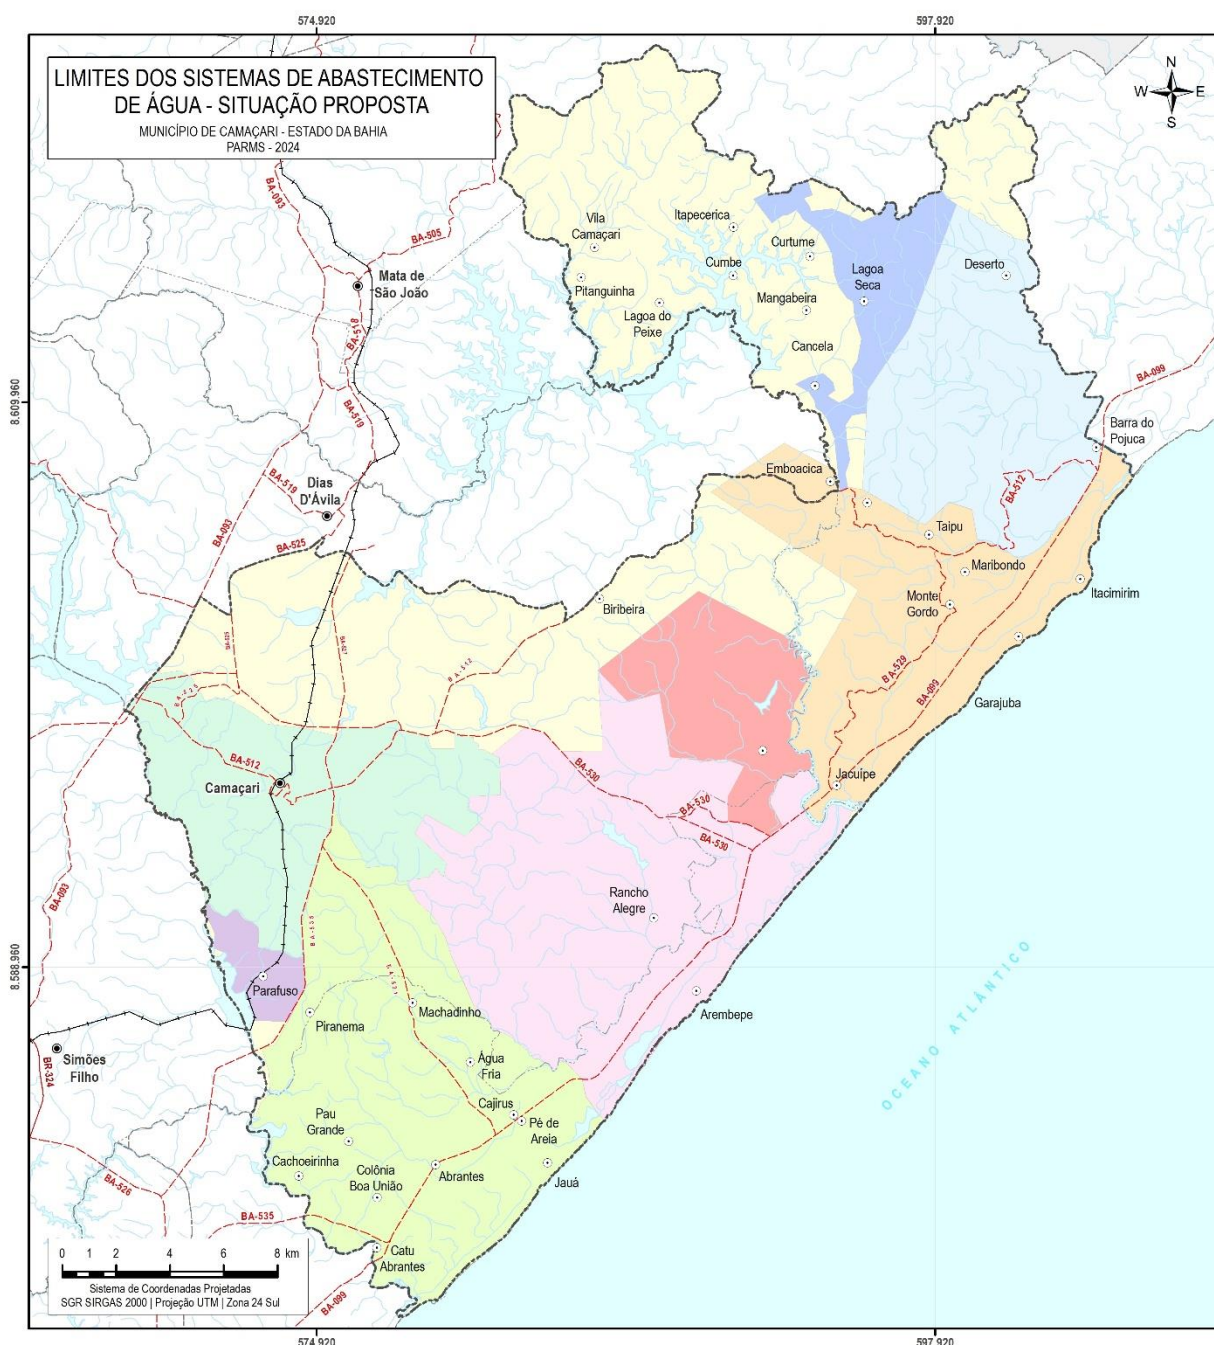 574.920
597.920
LIMITES DOS SISTEMAS DE ABASTECIMENTO
DE ÁGUA - SITUAÇÃO PROPOSTA
MUNICÍPIO DE CAMAÇARI - ESTADO DA BAHIA
PARMS - 2024
N
W
E
S
BA-093
BA-505
Mata de
São João
BA-518
BA-519
Vila
Camaçari
Itapecerica
Curtume
Cumbe
Pitanguinha
Lagoa do
Peixe
Mangabeira
Lagoa
Seca
Deserto
Cancela
8.609.960
BA-099
Barra do
Pojuca
Emboacica
BA-512
BA-519
Dias
D'Ávila
BA-093
BA-525
Taipu
Maribondo
Itacimirim
Monte
Gordo
Biribeira
BA-512
BA-529
BA-099
Garajuba
BA-512
Camaçari
BA-530
BA-530
BA-530
Jacuípe
BA-093
Rancho
Alegre
8.588.960
BA-535
BA-531
Parafuso
Piranema
Machadinho
Arembepe
OCEANO ATLÂNTICO
Simões
Filho
BR-324
Água
Fria
Cajirus
Pé de
Areia
Pau
Grande
Cachoeirinha
Colônia
Boa União
Abrantes
Jauá
BA-526
BA-535
Catu
Abrantes
BA-099
0 1 2 4 6 8 km
Sistema de Coordenadas Projetadas
SGR SIRGAS 2000 | Projeção UTM | Zona 24 Sul
574.920
597.920